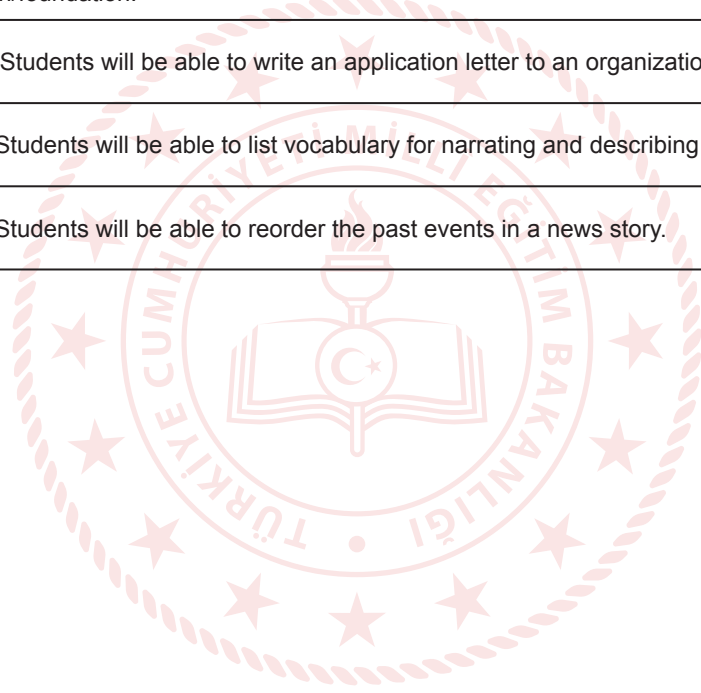 Students will be able to write an application letter to an
Students will be able to list vocabulary for narrating and describing
Students will be able to reorder the past events in a news story.
TÜRKİYE CUMHURİYETİ MİLLİ EĞİTİM BAKANLIĞI